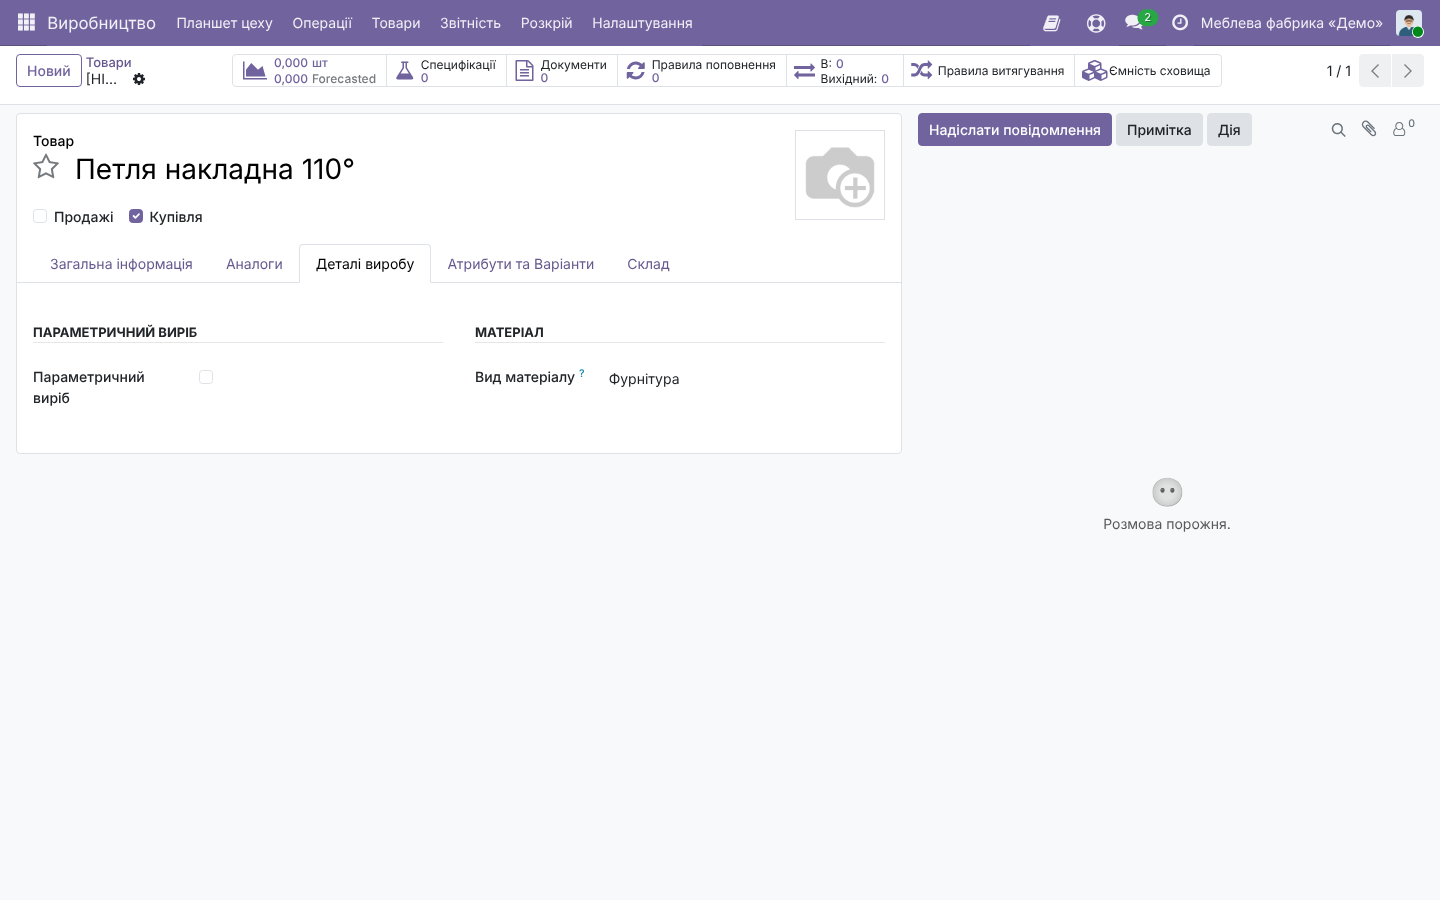 Виробництво Планшет цеху Операції Товари Звітність Розкрій Налаштування 2 Меблева фабрика «Демо»
Новий
Товари
[НІ...
0,000 шт
0,000 Forecasted
Специфікації
0
Документи
0
Правила поповнення
0
В: 0
Вихідний: 0
Правила витягування
Ємність сховища
1 / 1
Товар
Петля накладна 110°
Продажі Купівля
Загальна інформація Аналоги Деталі виробу Атрибути та Варіанти Склад
ПАРАМЕТРИЧНИЙ ВИРІБ
Параметричний
виріб
МАТЕРІАЛ
Вид матеріалу ? Фурнітура
Надіслати повідомлення Примітка Дія 0
Розмова порожня.